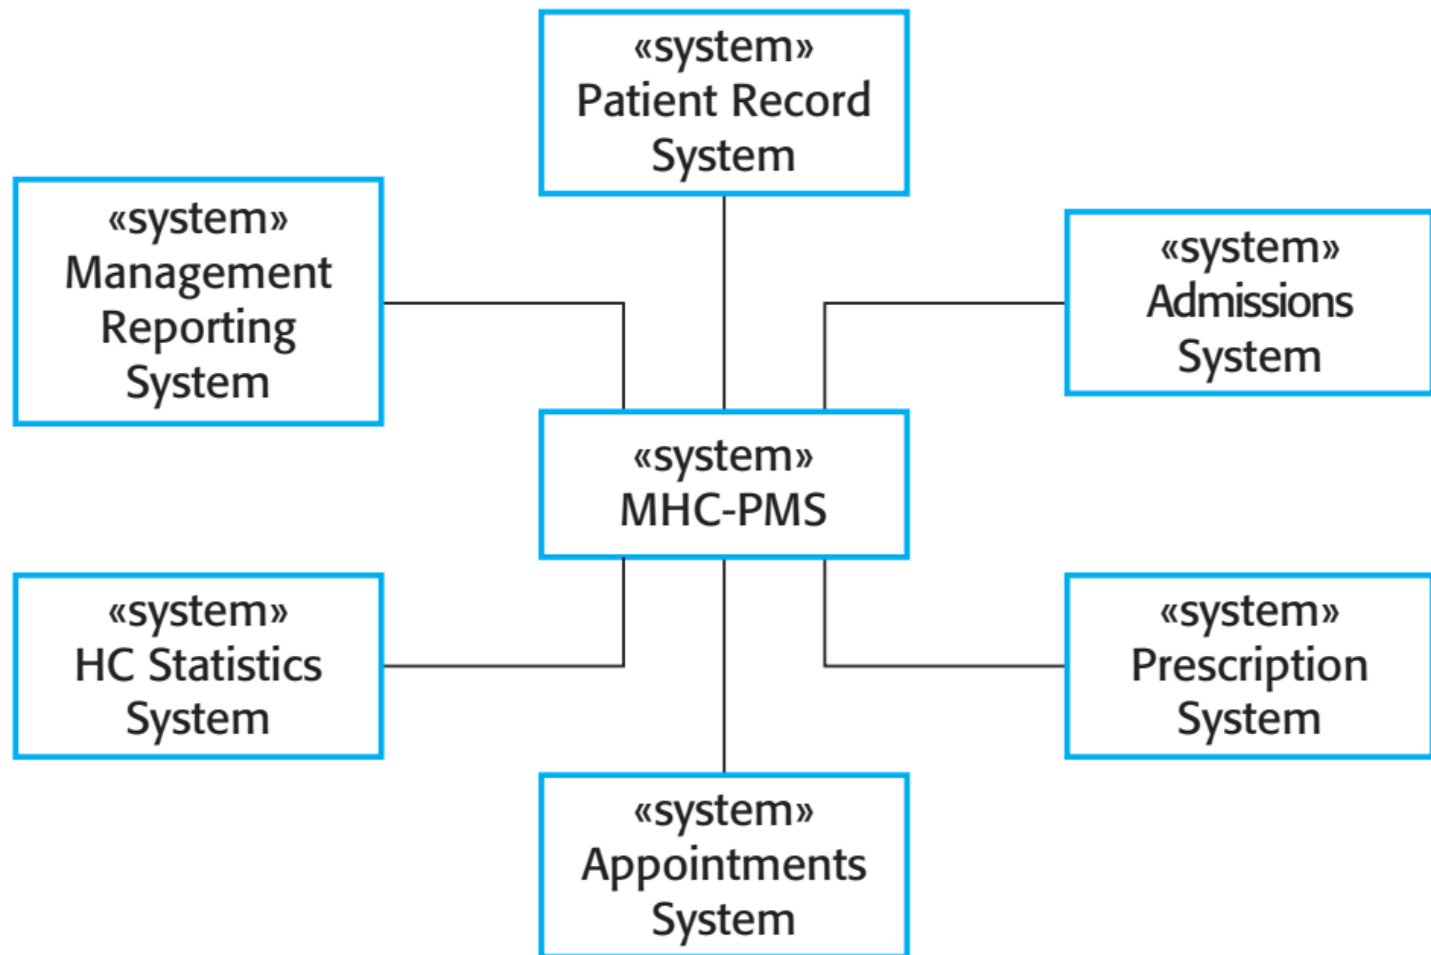 «system»
Patient Record
System
«system»
Management
Reporting
System
«system»
Admissions
System
«system»
MHC-PMS
«system»
HC Statistics
System
«system»
Prescription
System
«system»
Appointments
System